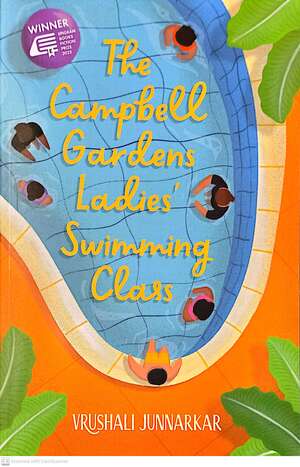 WINNER
The
Campbell
Gardens
Ladies'
Swimming
Class
VRUSHALI JUNNARKAR